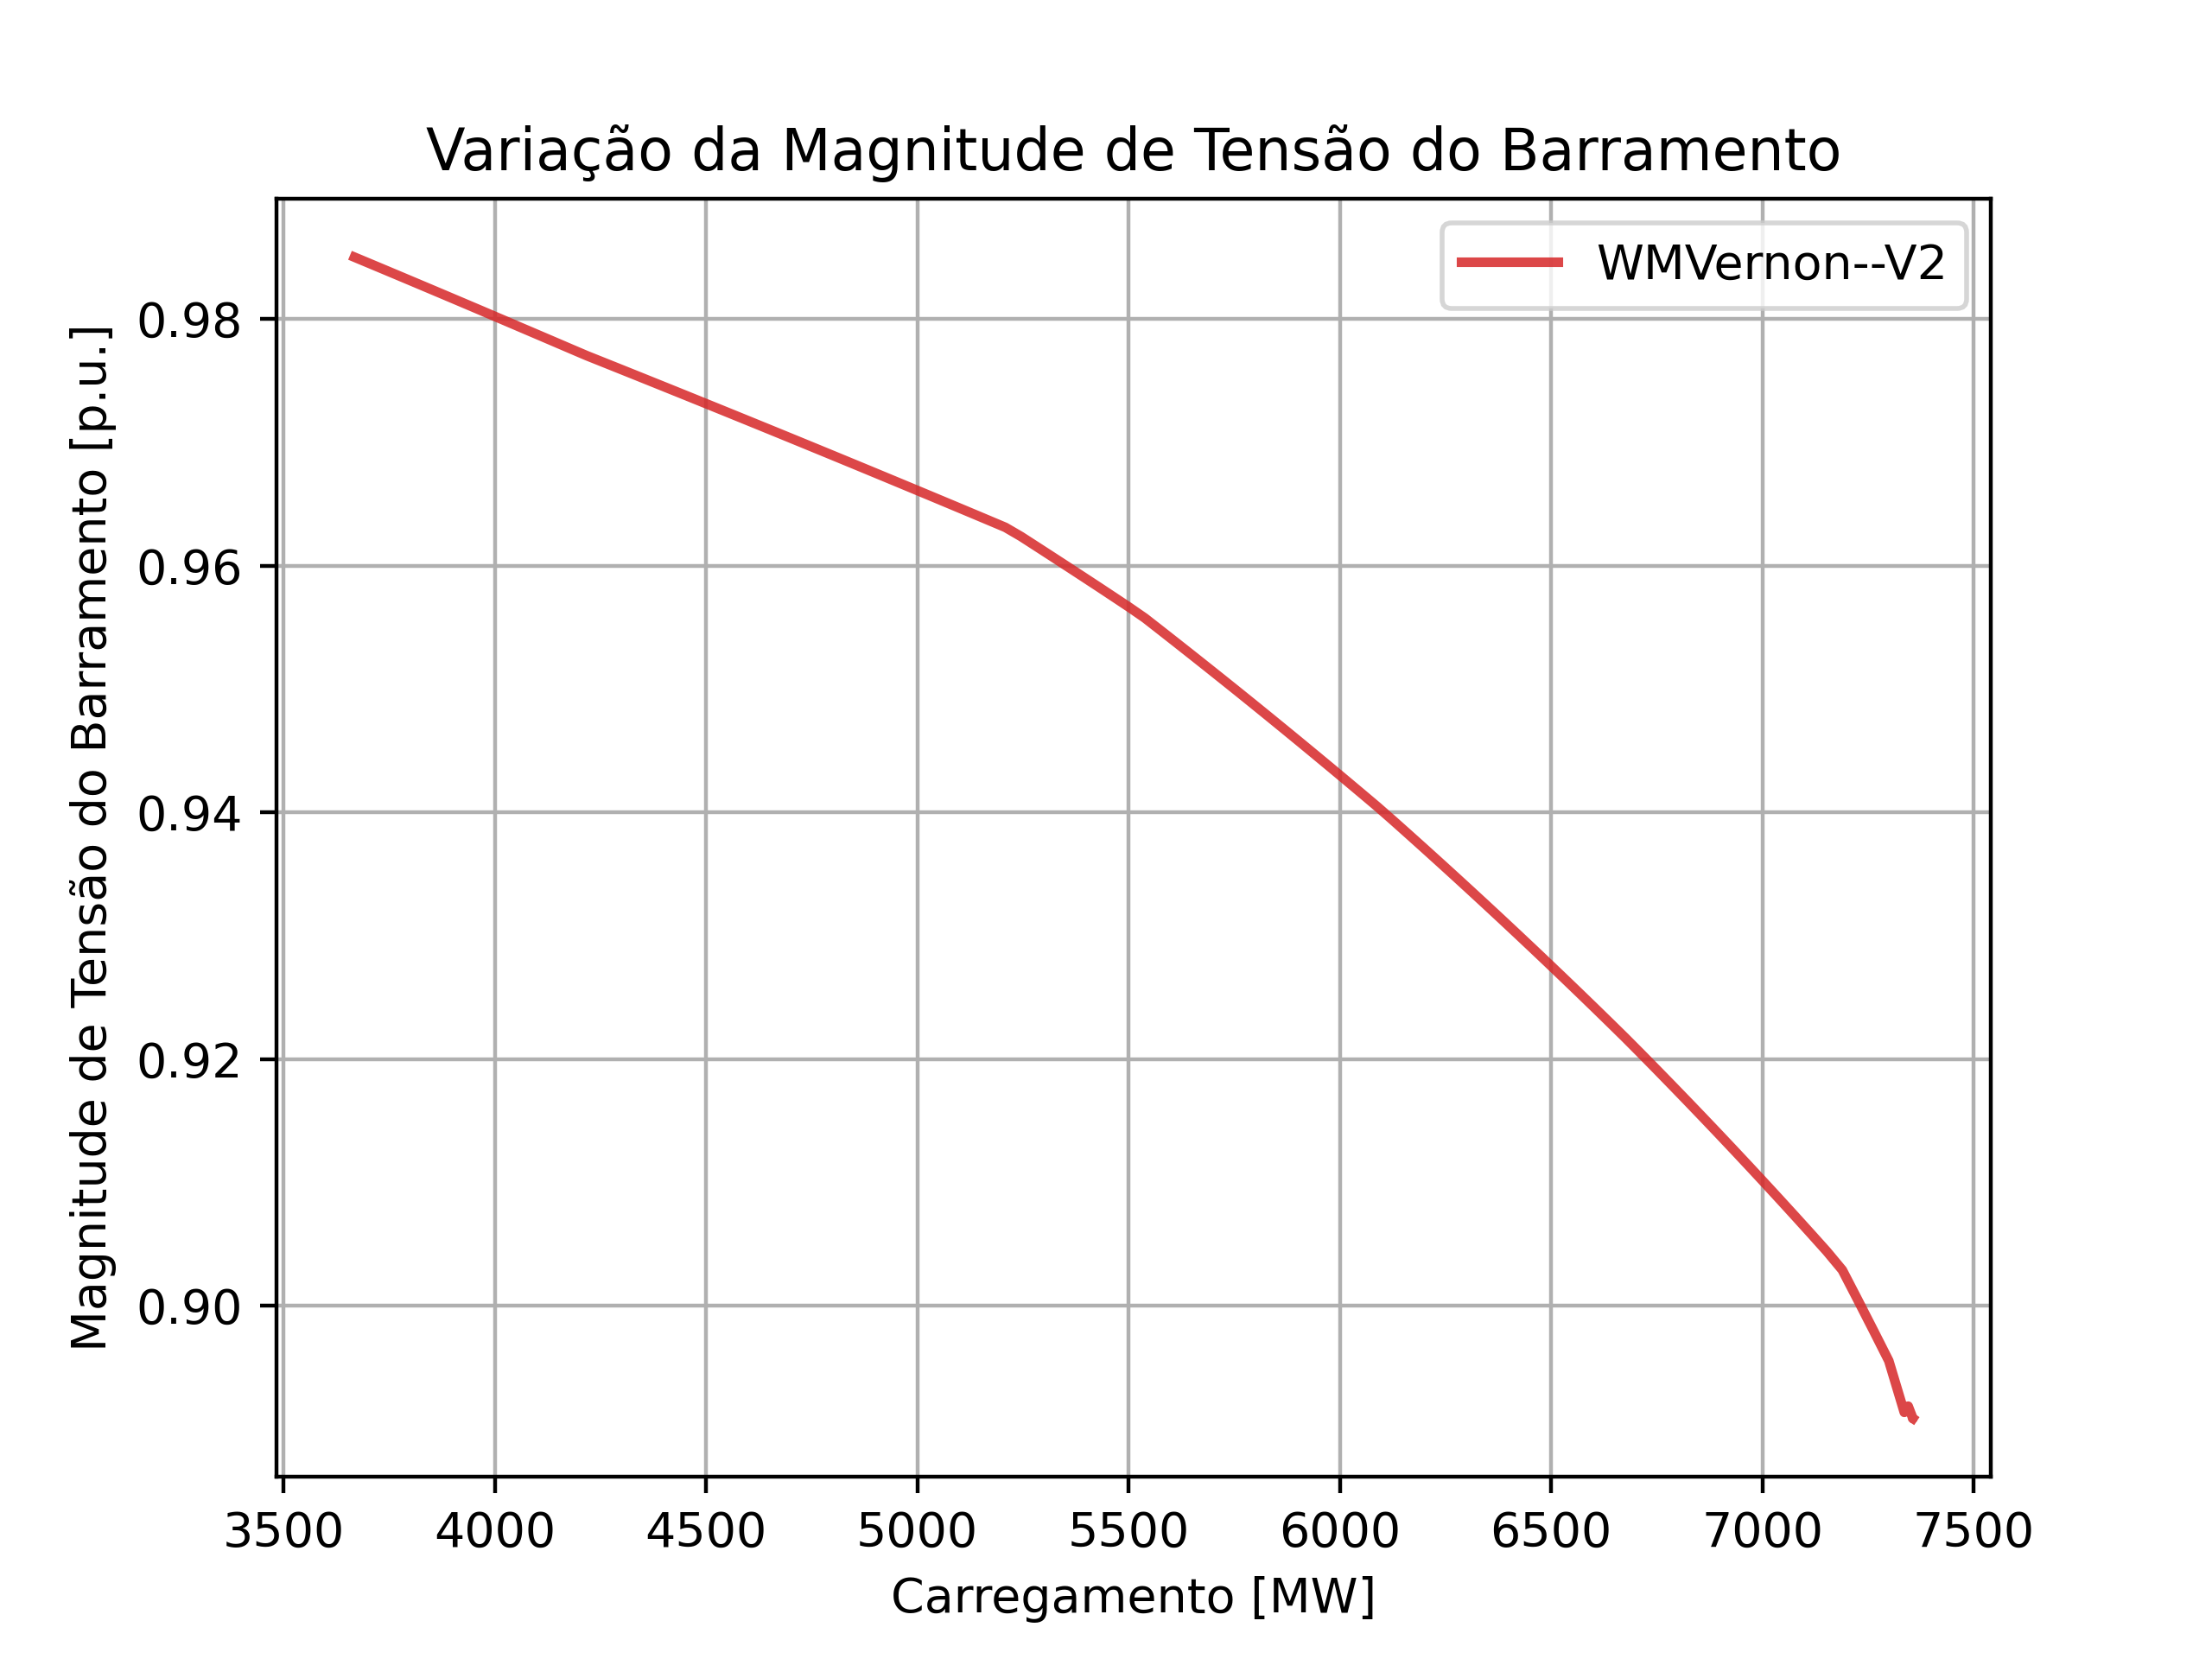 Variação da Magnitude de Tensão do Barramento
WMVernon--V2
Magnitude de Tensão do Barramento [p.u.]
0.98
0.96
0.94
0.92
0.90
3500 4000 4500 5000 5500 6000 6500 7000 7500
Carregamento [MW]